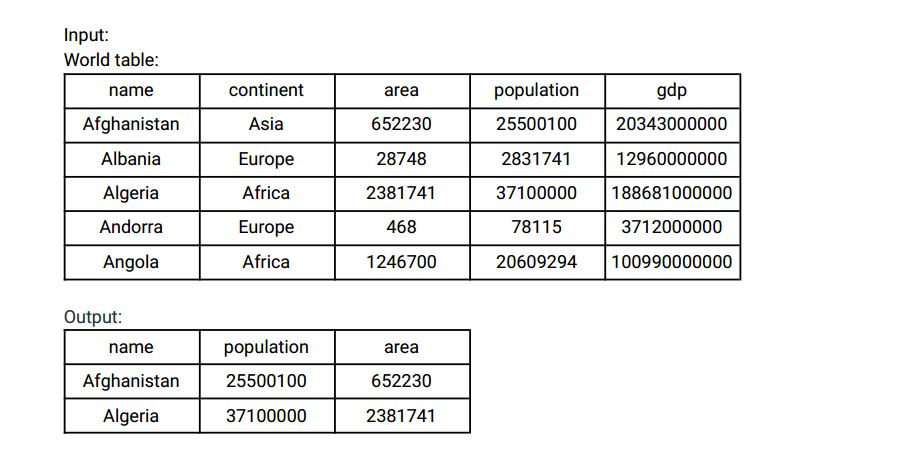 Input:
World table:
name continent area population gdp
Afghanistan Asia 652230 25500100 20343000000
Albania Europe 28748 2831741 12960000000
Algeria Africa 2381741 37100000 188681000000
Andorra Europe 468 78115 3712000000
Angola Africa 1246700 20609294 100990000000
Output:
name population area
Afghanistan 25500100 652230
Algeria 37100000 2381741